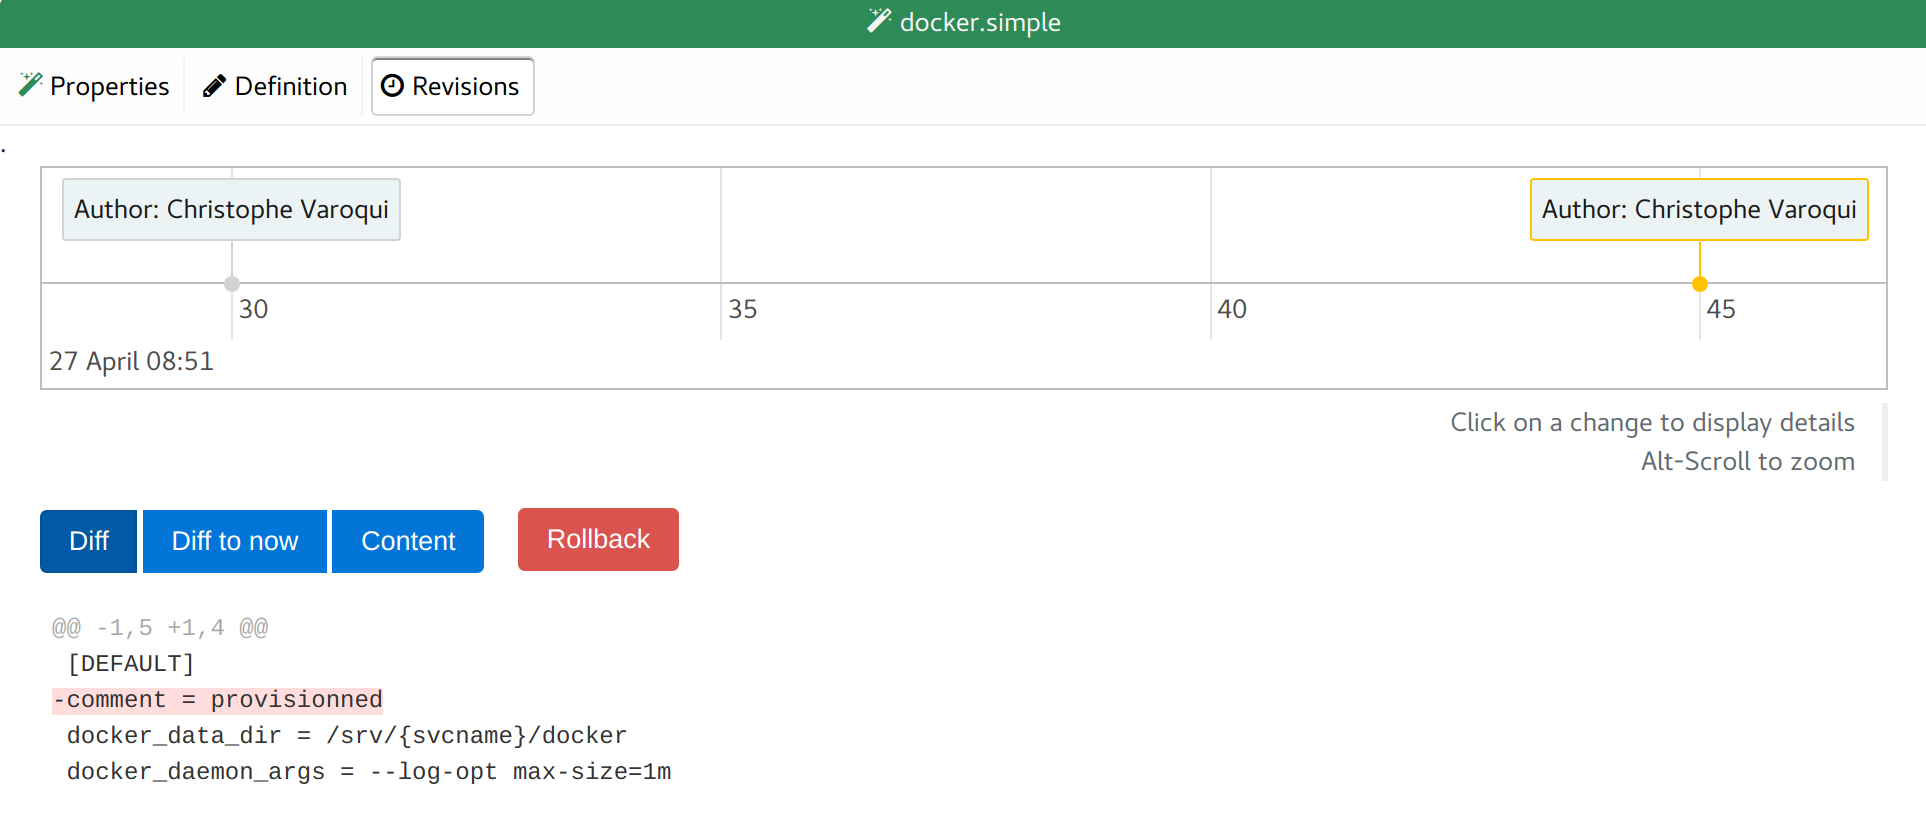 docker.simple
Properties Definition Revisions
.
Author: Christophe Varoqui Author: Christophe Varoqui
30 35 40 45
27 April 08:51
Click on a change to display details
Alt-Scroll to zoom
Diff Diff to now Content Rollback
@@ -1,5 +1,4 @@
 [DEFAULT]
-comment = provisionned
 docker_data_dir = /srv/{svcname}/docker
 docker_daemon_args = --log-opt max-size=1m